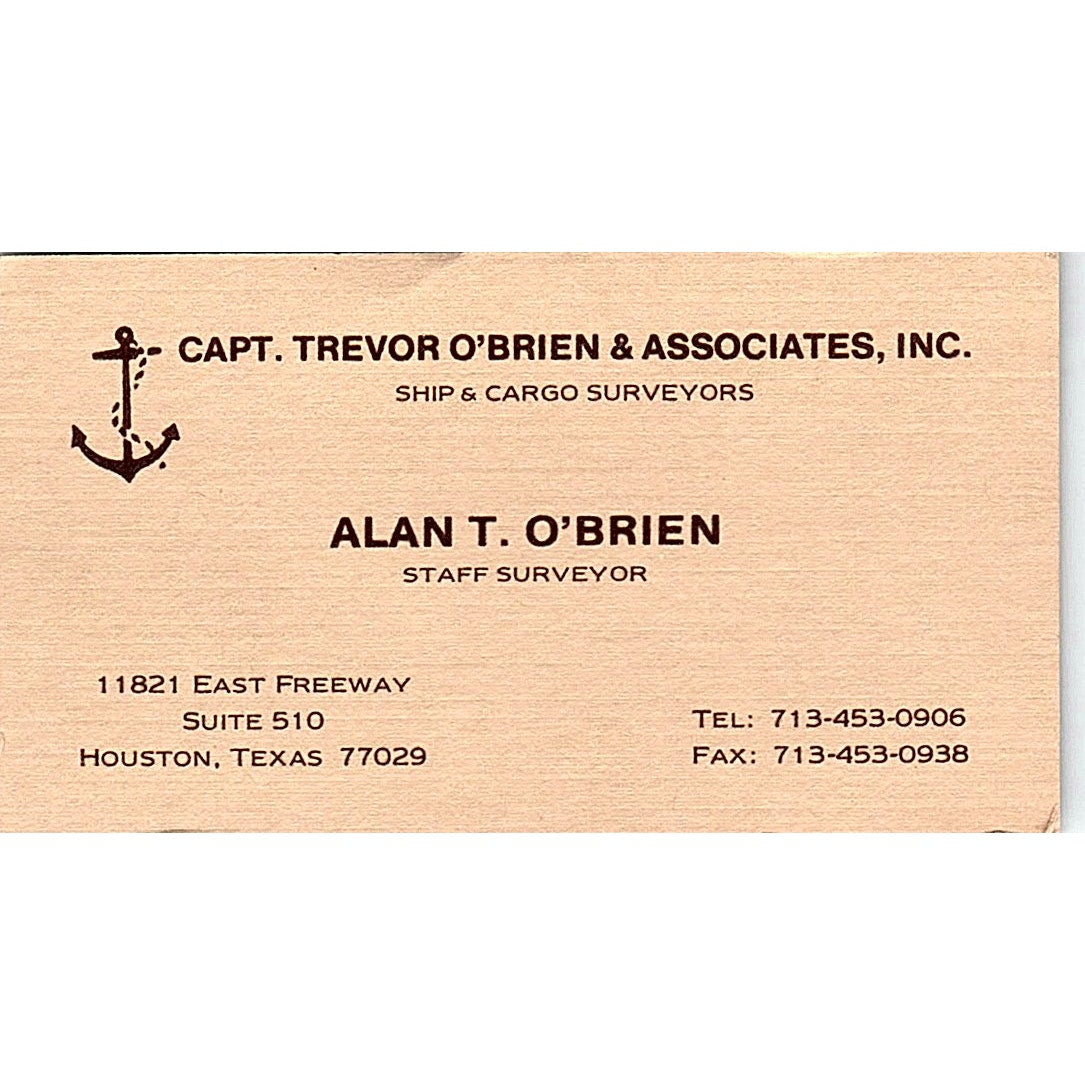 CAPT. TREVOR O'BRIEN & ASSOCIATES, INC.
SHIP & CARGO SURVEYORS
ALAN T. O'BRIEN
STAFF SURVEYOR
11821 EAST FREEWAY
SUITE 510
HOUSTON, TEXAS 77029
TEL: 713-453-0906
FAX: 713-453-0938